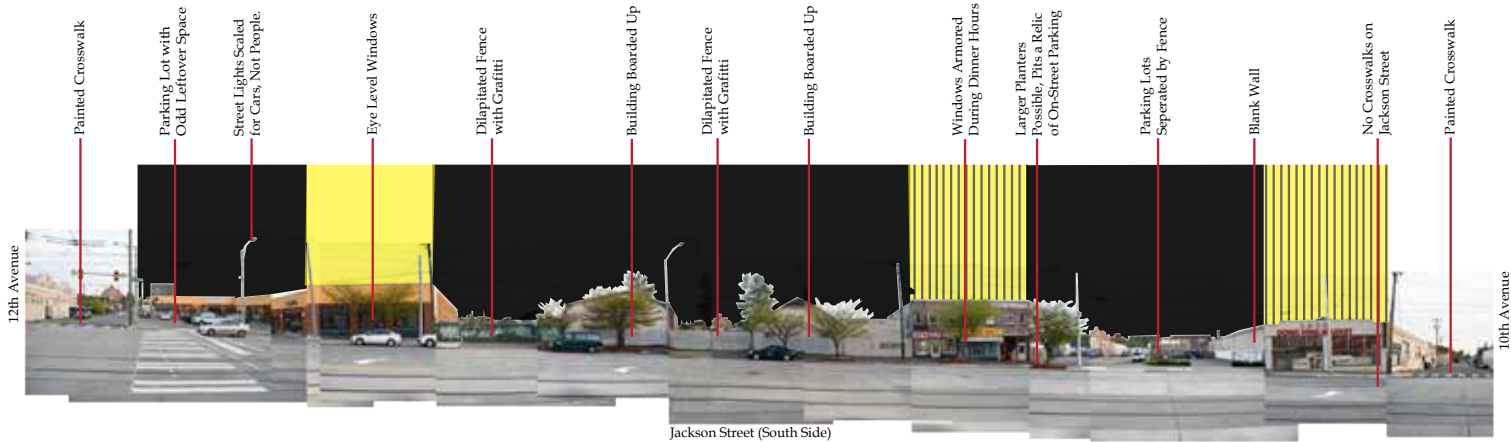 Painted Crosswalk
Parking Lot with
Odd Leftover Space
Street Lights Scaled
for Cars, Not People.
Eye Level Windows
Dilapitated Fence
with Grafitti
Building Boarded Up
Dilapitated Fence
with Grafitti
Building Boarded Up
Windows Armored
During Dinner Hours
Larger Planters
Possible, Pits a Relic
of On-Street Parking
Parking Lots
Seperated by Fence
Blank Wall
No Crosswalks on
Jackson Street
Painted Crosswalk
12th Avenue
10th Avenue
Jackson Street (South Side)